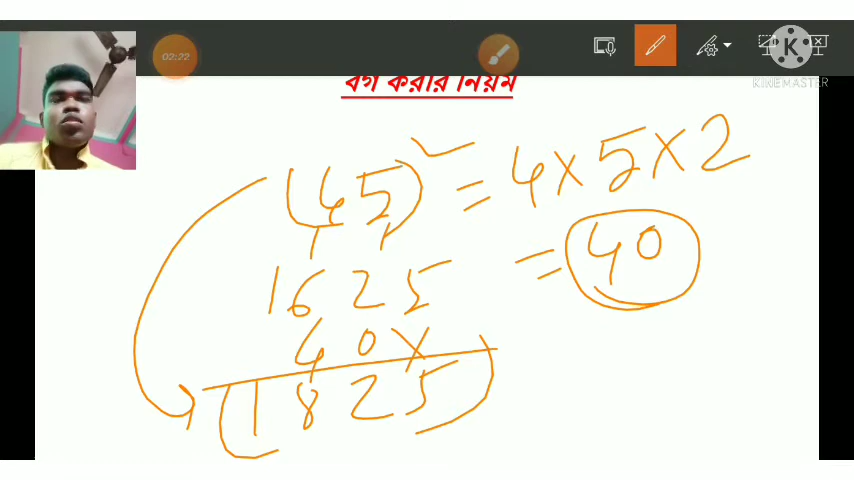 02:22
K
KINEMASTER
বর্গ করার নিয়ম
(45)² = 4×5×2
= 40
1625
40×
1825